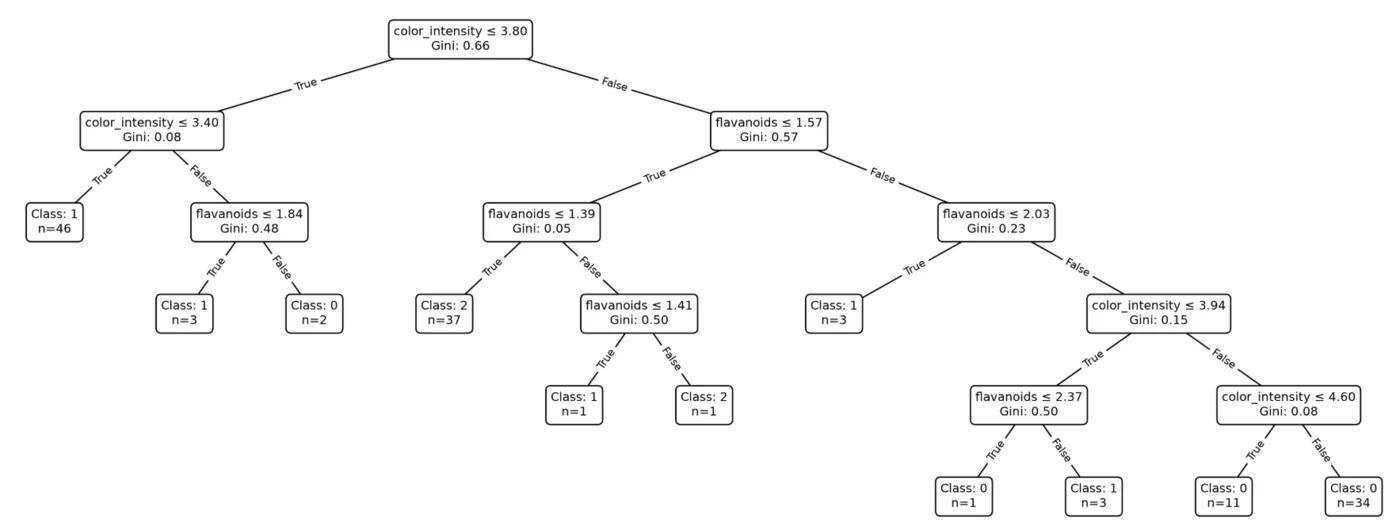 color_intensity ≤ 3.80
Gini: 0.66
True
False
color_intensity ≤ 3.40
Gini: 0.08
flavanoids ≤ 1.57
Gini: 0.57
True
False
True
False
Class: 1
n=46
flavanoids ≤ 1.84
Gini: 0.48
flavanoids ≤ 1.39
Gini: 0.05
flavanoids ≤ 2.03
Gini: 0.23
True
False
True
False
True
False
Class: 1
n=3
Class: 0
n=2
Class: 2
n=37
flavanoids ≤ 1.41
Gini: 0.50
Class: 1
n=3
color_intensity ≤ 3.94
Gini: 0.15
True
False
True
False
Class: 1
n=1
Class: 2
n=1
flavanoids ≤ 2.37
Gini: 0.50
color_intensity ≤ 4.60
Gini: 0.08
True
False
True
False
Class: 0
n=1
Class: 1
n=3
Class: 0
n=11
Class: 0
n=34